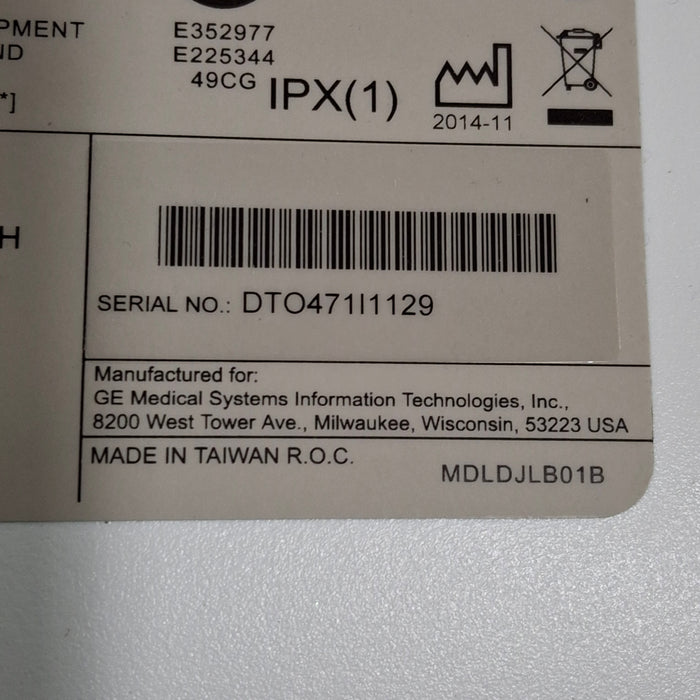 PMENT
ND
*]
E352977
E225344
49CG
IPX(1)
2014-11
H
SERIAL NO.: DTO471I1129
Manufactured for:
GE Medical Systems Information Technologies, Inc.,
8200 West Tower Ave., Milwaukee, Wisconsin, 53223 USA
MADE IN TAIWAN R.O.C.
MDLDJLB01B